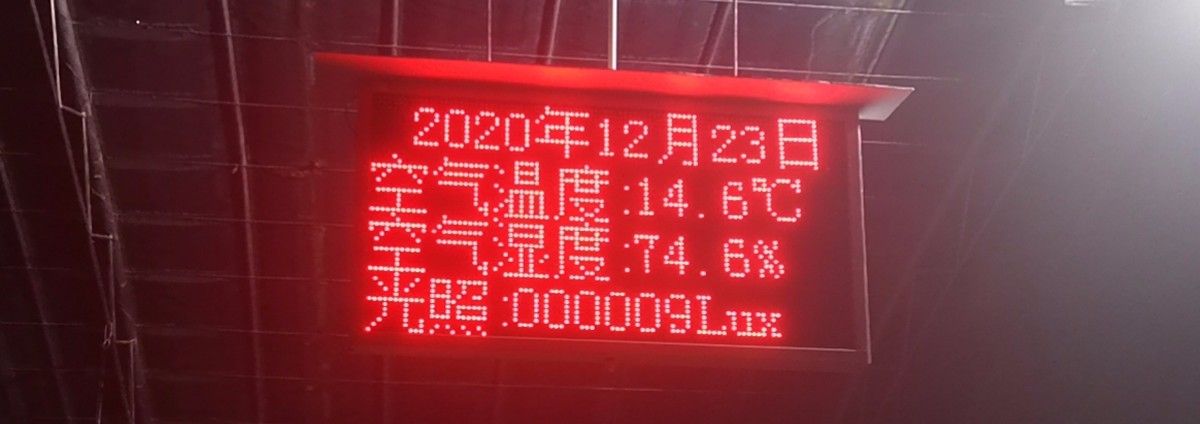 2020年12月23日
空气温度:14.6℃
空气湿度:74.6%
光照:000009Lux